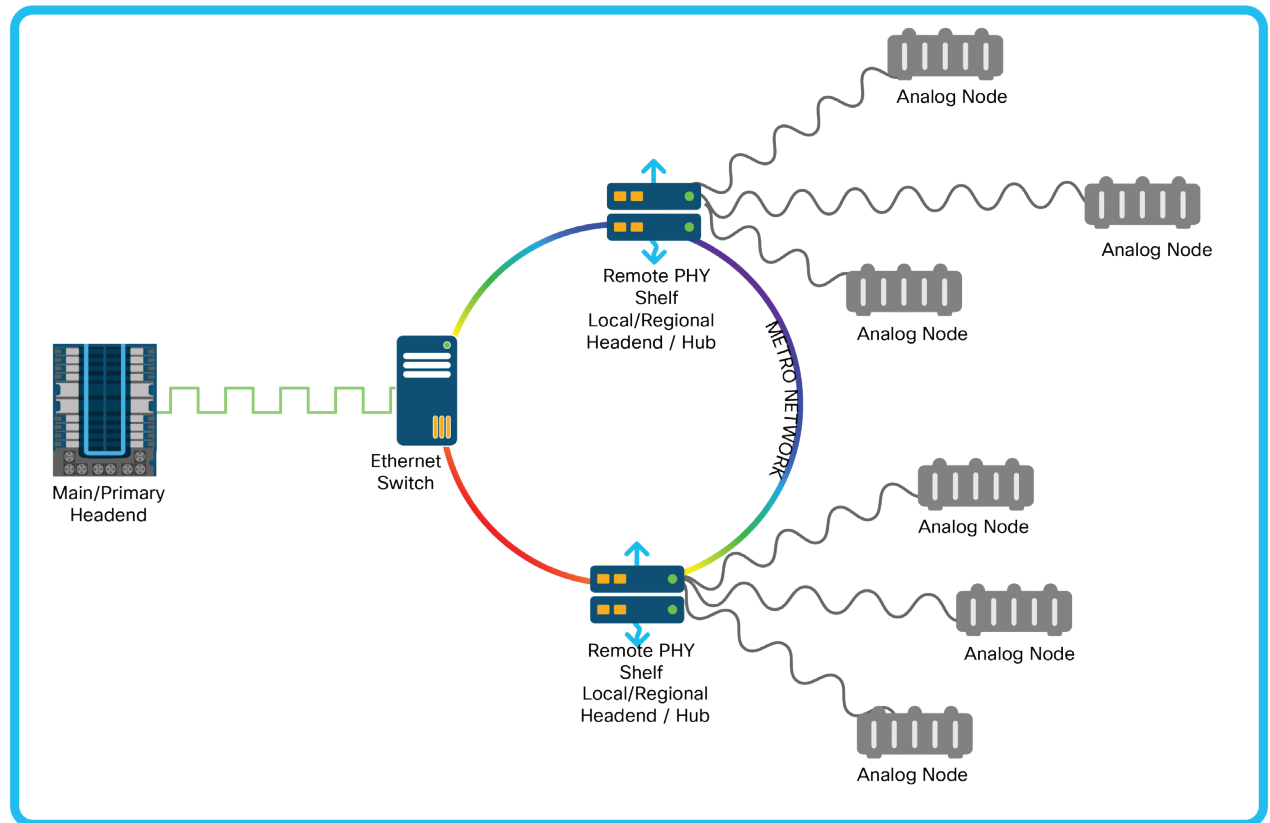 Analog Node
Analog Node
Remote PHY
Shelf
Local/Regional
Headend / Hub
Analog Node
METRO NETWORK
Ethernet
Switch
Main/Primary
Headend
Analog Node
Remote PHY
Shelf
Local/Regional
Headend / Hub
Analog Node
Analog Node